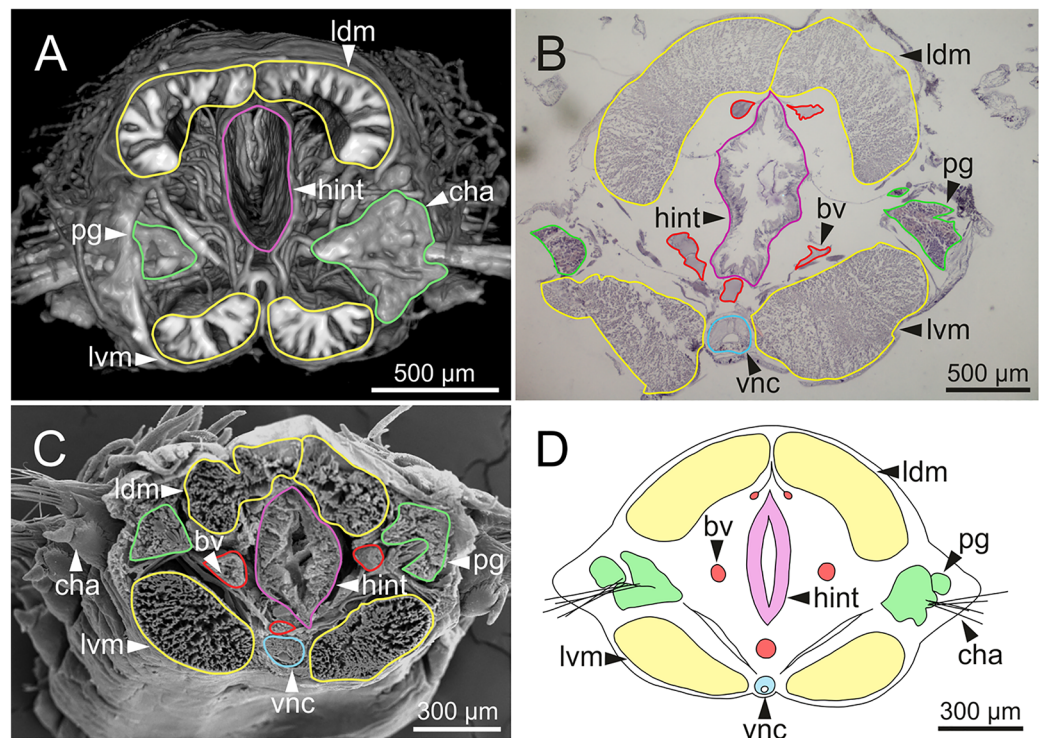 A
ldm
hint
cha
pg
lvm
500 µm
B
ldm
pg
hint
bv
lvm
vnc
500 µm
C
ldm
bv
cha
pg
hint
lvm
vnc
300 µm
D
ldm
bv
pg
hint
cha
lvm
vnc
300 µm